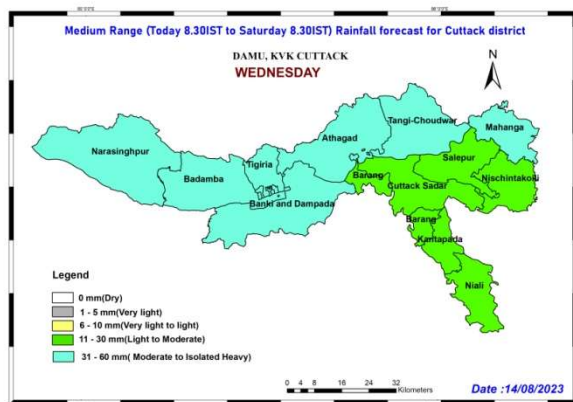 Medium Range (Today 8.30IST to Saturday 8.30IST) Rainfall forecast for Cuttack district
DAMU, KVK CUTTACK
WEDNESDAY
N
Tangi-Choudwar
Mahanga
Athagad
Narasinghpur
Salepur
Tigiria
Badamba
Barang
Nischintakoili
Cuttack Sadar
Banki and Dampada
Barang
Kantapada
Niali
Legend
0 mm(Dry)
1 - 5 mm(Very light)
6 - 10 mm(Very light to light)
11 - 30 mm(Light to Moderate)
31 - 60 mm( Moderate to Isolated Heavy)
0 4 8 16 24 32
Kilometers
Date :14/08/2023